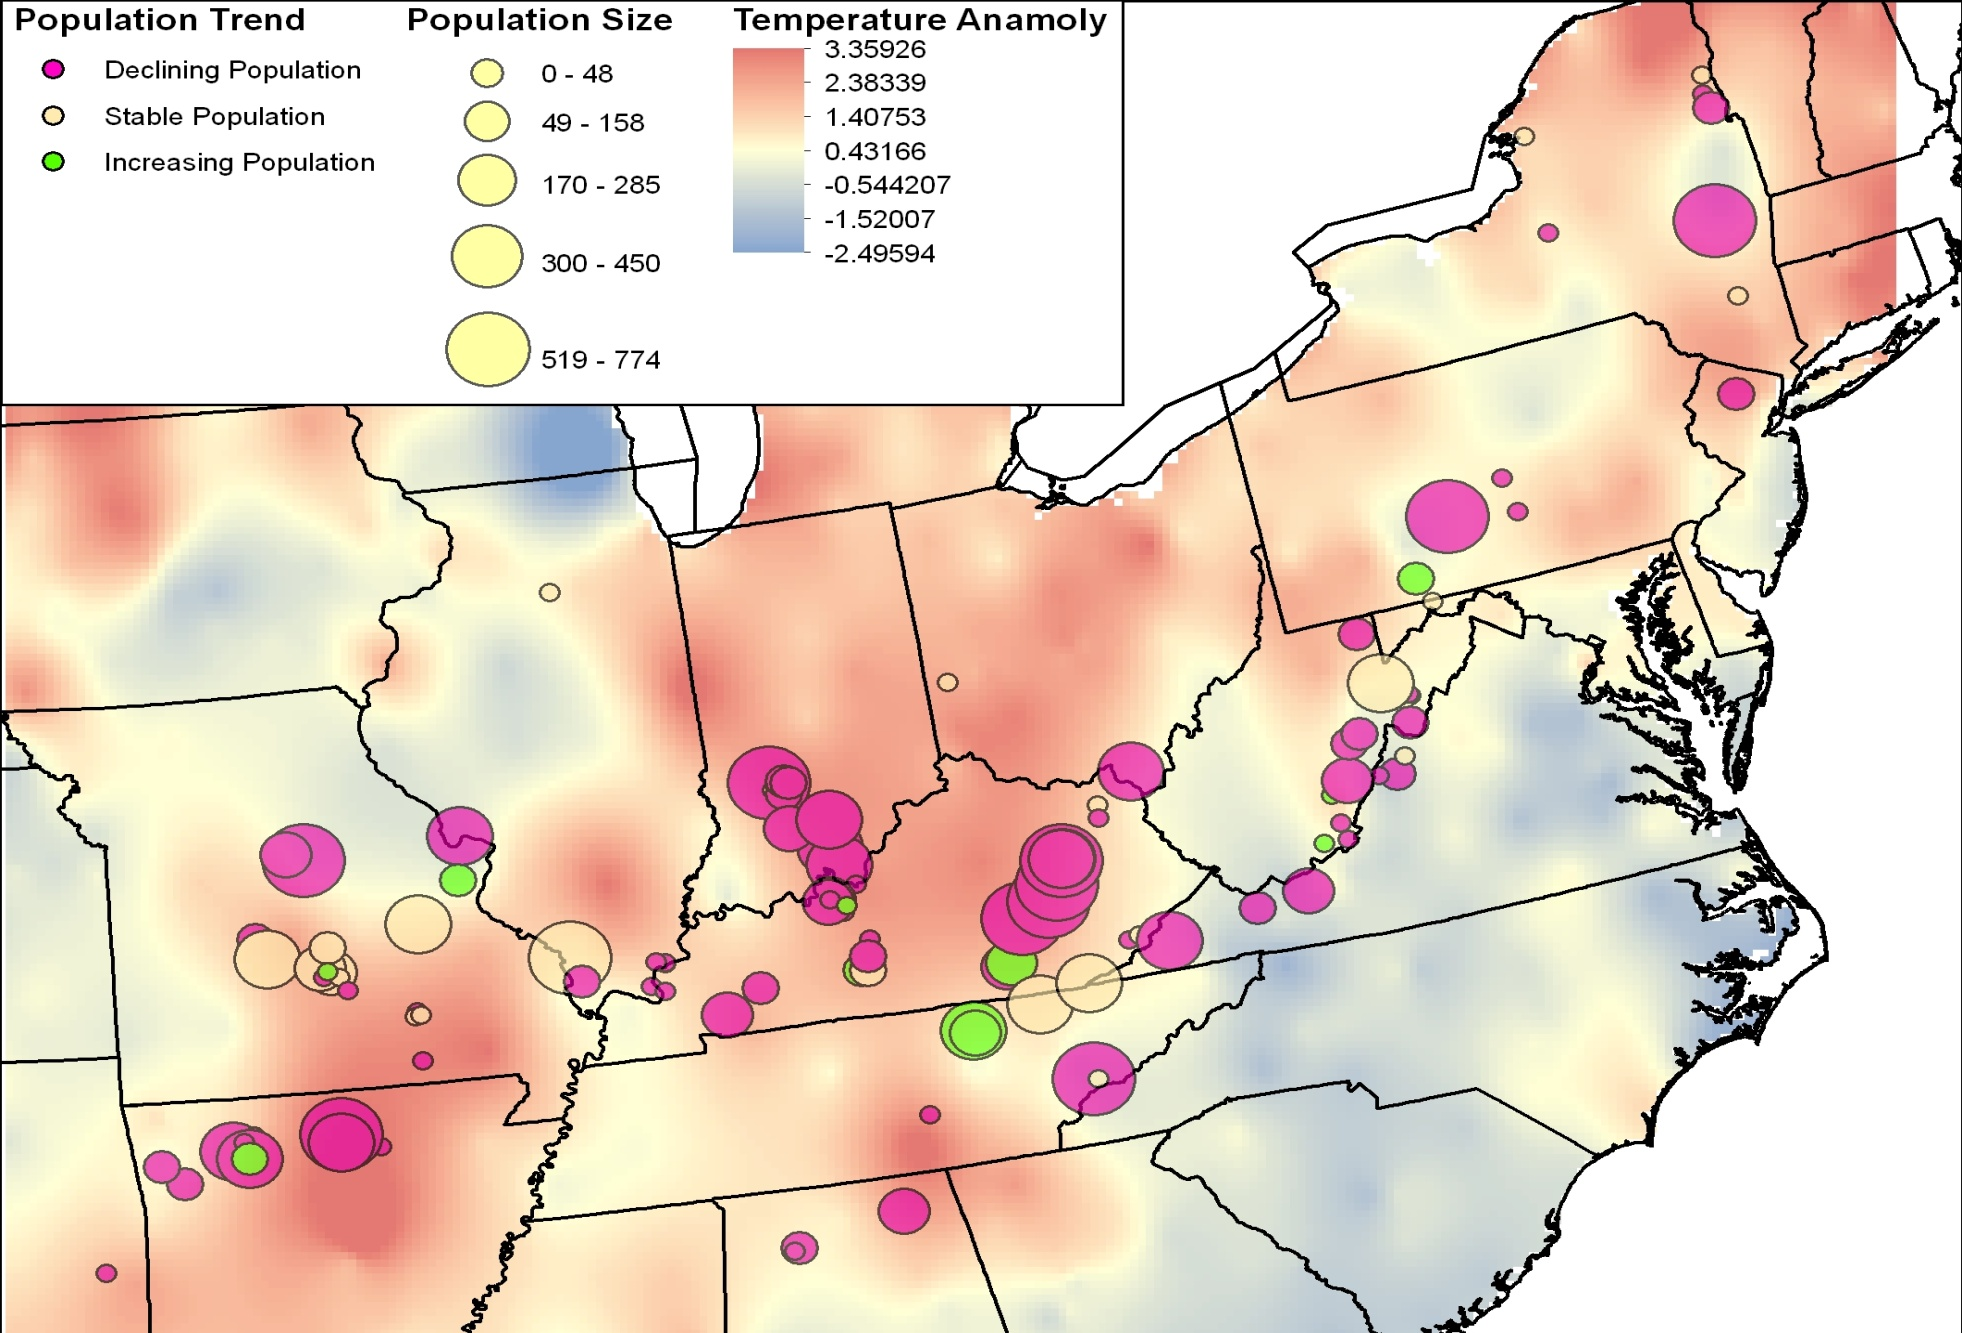 Population Trend
Declining Population
Stable Population
Increasing Population
Population Size
0 - 48
49 - 158
170 - 285
300 - 450
519 - 774
Temperature Anamoly
3.35926
2.38339
1.40753
0.43166
-0.544207
-1.52007
-2.49594